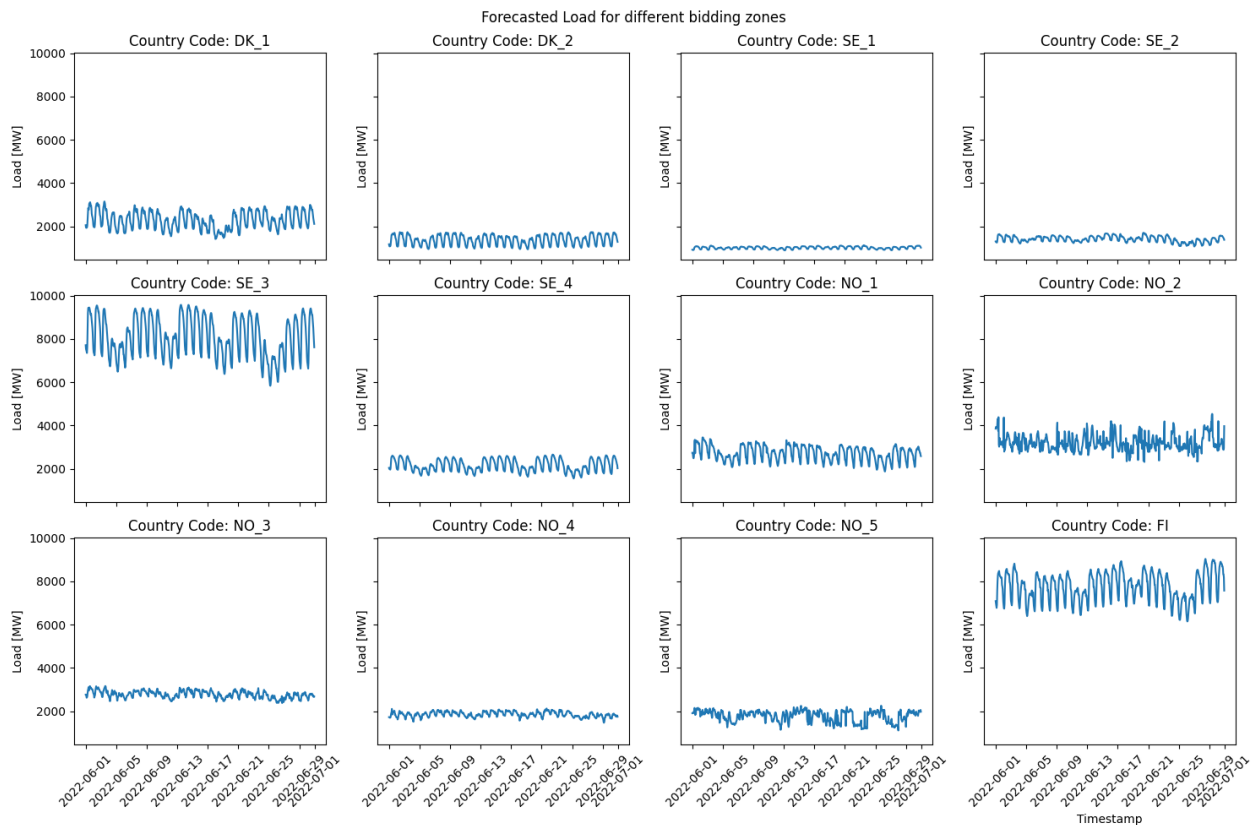 Forecasted Load for different bidding zones
Country Code: DK_1
Country Code: DK_2
Country Code: SE_1
Country Code: SE_2
10000
8000
6000
4000
2000
Load [MW]
Load [MW]
Load [MW]
Load [MW]
Country Code: SE_3
Country Code: SE_4
Country Code: NO_1
Country Code: NO_2
10000
8000
6000
4000
2000
Load [MW]
Load [MW]
Load [MW]
Load [MW]
Country Code: NO_3
Country Code: NO_4
Country Code: NO_5
Country Code: FI
10000
8000
6000
4000
2000
Load [MW]
Load [MW]
Load [MW]
Load [MW]
2022-06-01
2022-06-05
2022-06-09
2022-06-13
2022-06-17
2022-06-21
2022-06-25
2022-06-29
2022-07-01
2022-06-01
2022-06-05
2022-06-09
2022-06-13
2022-06-17
2022-06-21
2022-06-25
2022-06-29
2022-07-01
2022-06-01
2022-06-05
2022-06-09
2022-06-13
2022-06-17
2022-06-21
2022-06-25
2022-06-29
2022-07-01
2022-06-01
2022-06-05
2022-06-09
2022-06-13
2022-06-17
2022-06-21
2022-06-25
2022-06-29
2022-07-01
Timestamp